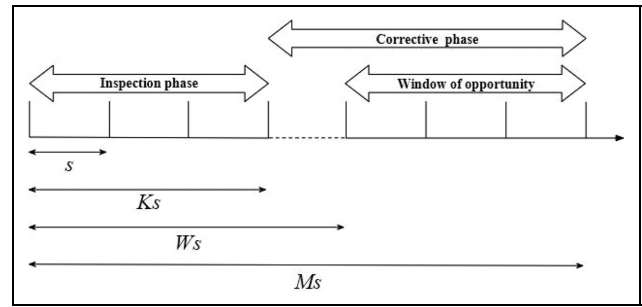 Corrective phase
Inspection phase
Window of opportunity
s
Ks
Ws
Ms